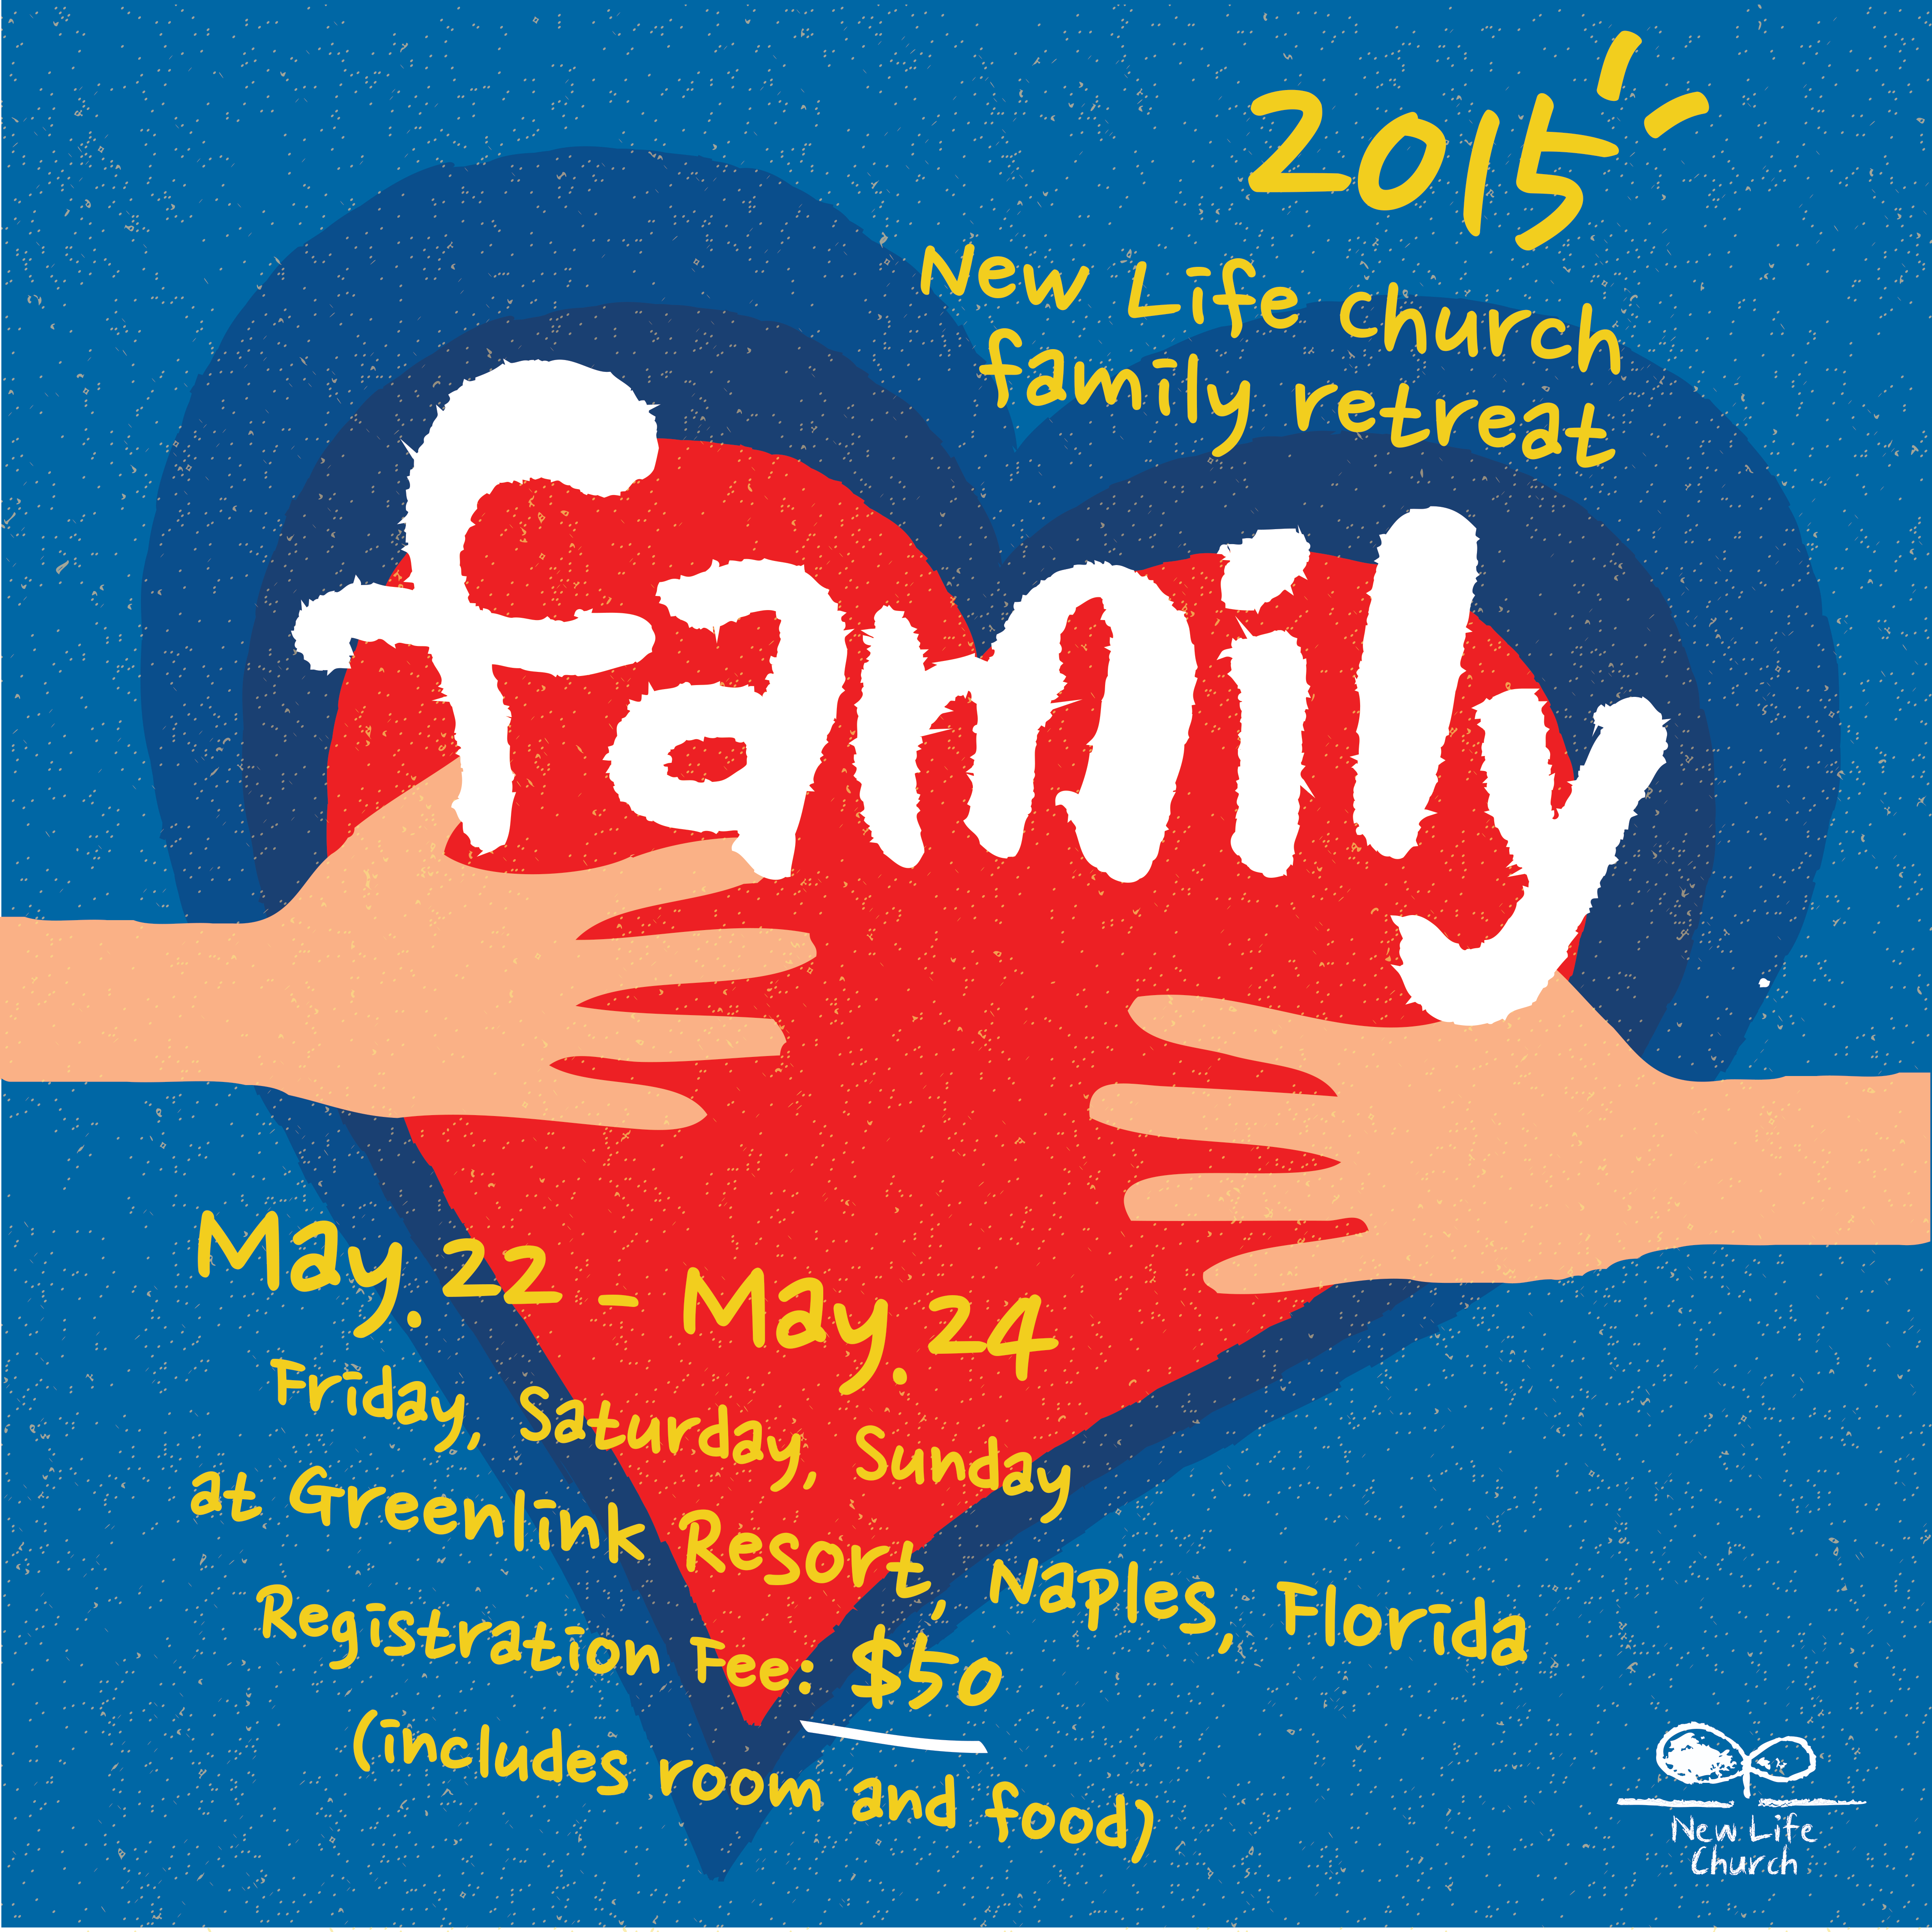 2015
New Life church
family retreat
family
May. 22 - May. 24
Friday, Saturday, Sunday
at Greenlink Resort, Naples, Florida
Registration Fee: $50
(includes room and food)
New Life
Church